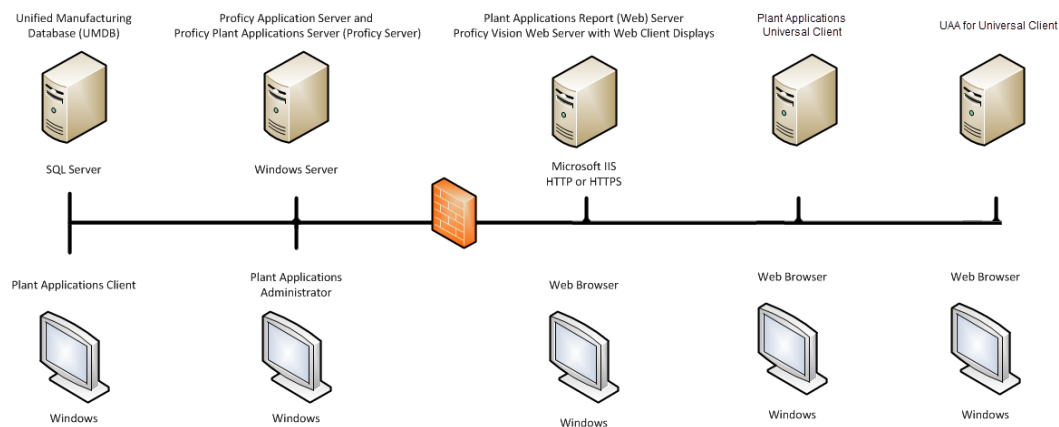 Unified Manufacturing
Database (UMDB)
Proficy Application Server and
Proficy Plant Applications Server (Proficy Server)
Plant Applications Report (Web) Server
Proficy Vision Web Server with Web Client Displays
Plant Applications
Universal Client
UAA for Universal Client
SQL Server
Windows Server
Microsoft IIS
HTTP or HTTPS
Plant Applications Client
Plant Applications
Administrator
Web Browser
Web Browser
Web Browser
Windows
Windows
Windows
Windows
Windows